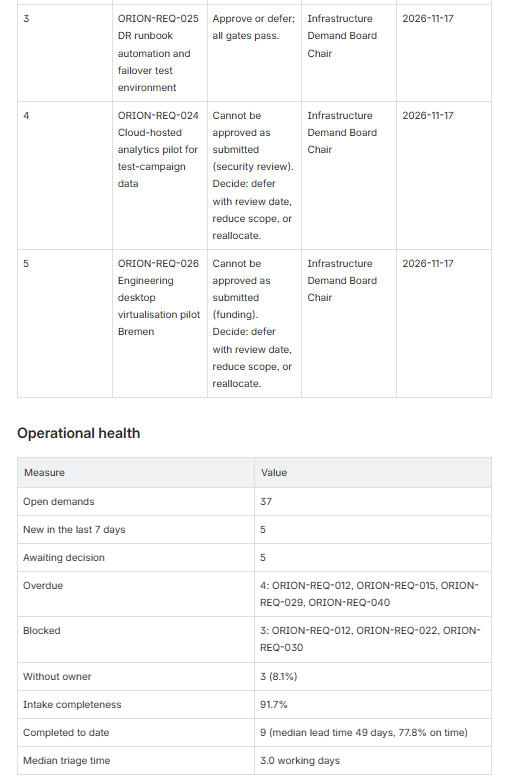 3
ORION-REQ-025
DR runbook
automation and
failover test
environment
Approve or defer;
all gates pass.
Infrastructure
Demand Board
Chair
2026-11-17
4
ORION-REQ-024
Cloud-hosted
analytics pilot for
test-campaign
data
Cannot be
approved as
submitted
(security review).
Decide: defer
with review date,
reduce scope, or
reallocate.
Infrastructure
Demand Board
Chair
2026-11-17
5
ORION-REQ-026
Engineering
desktop
virtualisation pilot
Bremen
Cannot be
approved as
submitted
(funding).
Decide: defer
with review date,
reduce scope, or
reallocate.
Infrastructure
Demand Board
Chair
2026-11-17
Operational health
Measure
Value
Open demands
37
New in the last 7 days
5
Awaiting decision
5
Overdue
4: ORION-REQ-012, ORION-REQ-015, ORION-
REQ-029, ORION-REQ-040
Blocked
3: ORION-REQ-012, ORION-REQ-022, ORION-
REQ-030
Without owner
3 (8.1%)
Intake completeness
91.7%
Completed to date
9 (median lead time 49 days, 77.8% on time)
Median triage time
3.0 working days